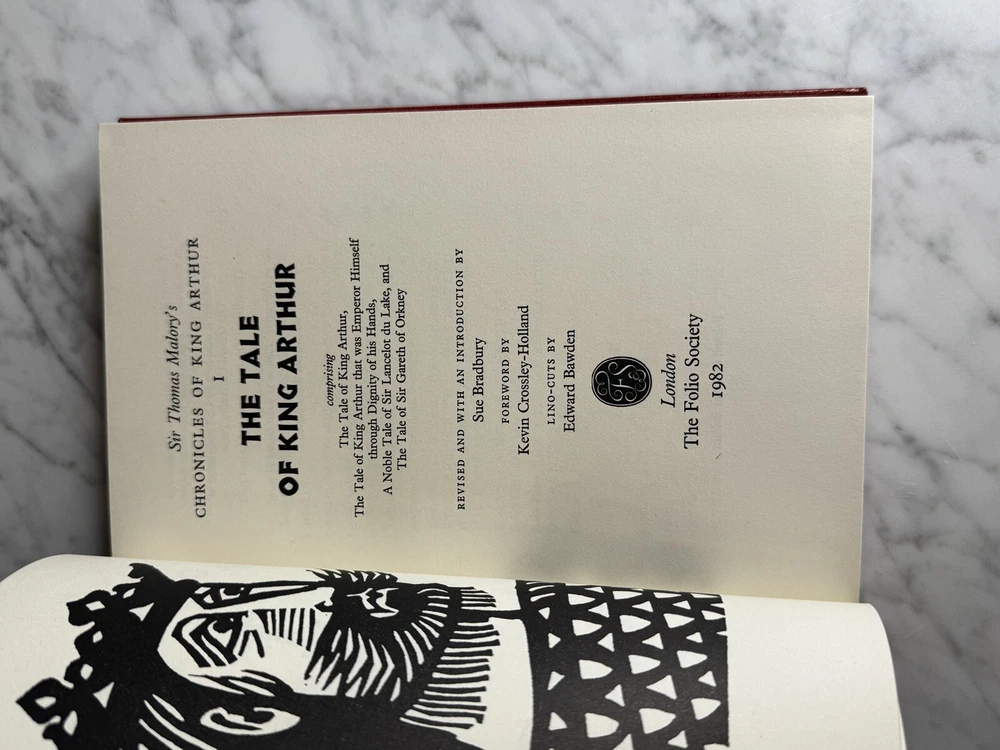 Sir Thomas Malory's
CHRONICLES OF KING ARTHUR
I
THE TALE
OF KING ARTHUR
comprising
The Tale of King Arthur,
The Tale of King Arthur that was Emperor Himself
through Dignity of his Hands,
A Noble Tale of Sir Lancelot du Lake, and
The Tale of Sir Gareth of Orkney
REVISED AND WITH AN INTRODUCTION BY
Sue Bradbury
FOREWORD BY
Kevin Crossley-Holland
LINO-CUTS BY
Edward Bawden
FS
London
The Folio Society
1982